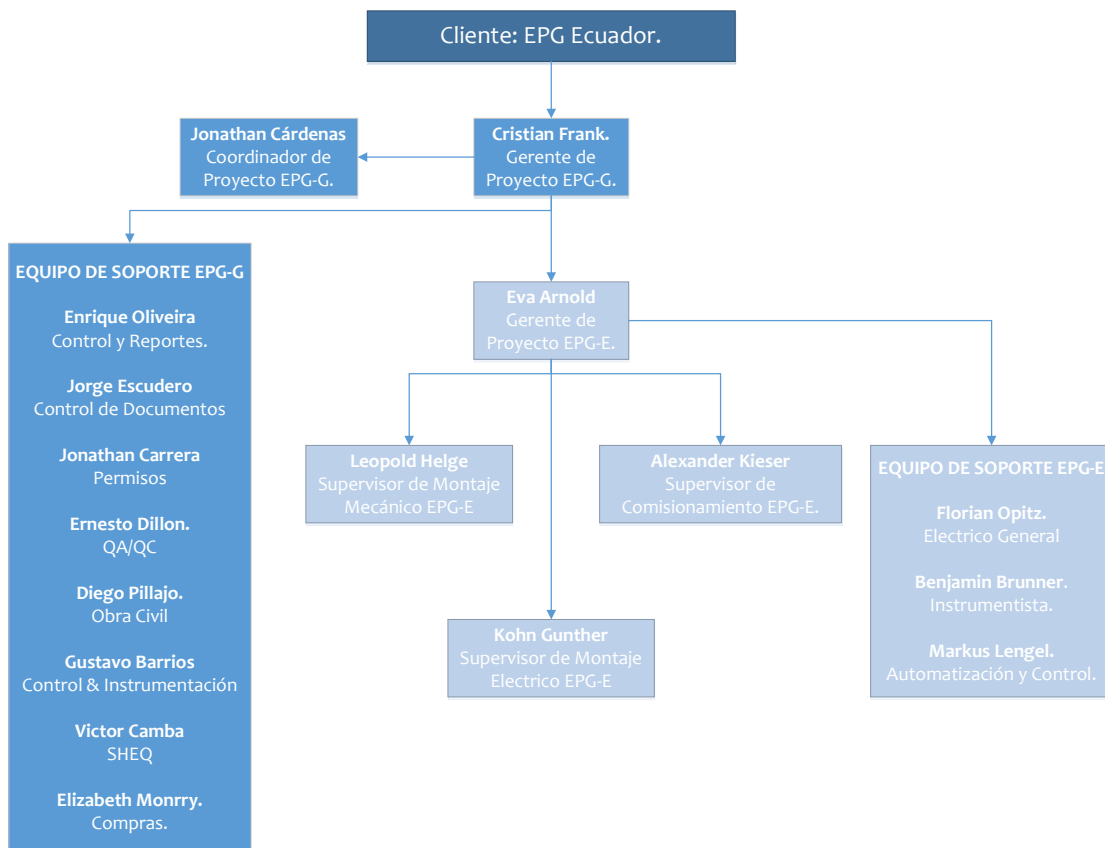 Cliente: EPG Ecuador.
Jonathan Cárdenas
Coordinador de
Proyecto EPG-G.
Cristian Frank.
Gerente de
Proyecto EPG-G.
EQUIPO DE SOPORTE EPG-G
Enrique Oliveira
Control y Reportes.
Jorge Escudero
Control de Documentos
Jonathan Carrera
Permisos
Ernesto Dillon.
QA/QC
Diego Pillajo.
Obra Civil
Gustavo Barrios
Control & Instrumentación
Victor Camba
SHEQ
Elizabeth Monrry.
Compras.
Eva Arnold
Gerente de
Proyecto EPG-E.
Leopold Helge
Supervisor de Montaje
Mecánico EPG-E
Alexander Kieser
Supervisor de
Comisionamiento EPG-E.
Kohn Gunther
Supervisor de Montaje
Electrico EPG-E
EQUIPO DE SOPORTE EPG-E
Florian Opitz.
Electrico General
Benjamin Brunner.
Instrumentista.
Markus Lengel.
Automatización y Control.